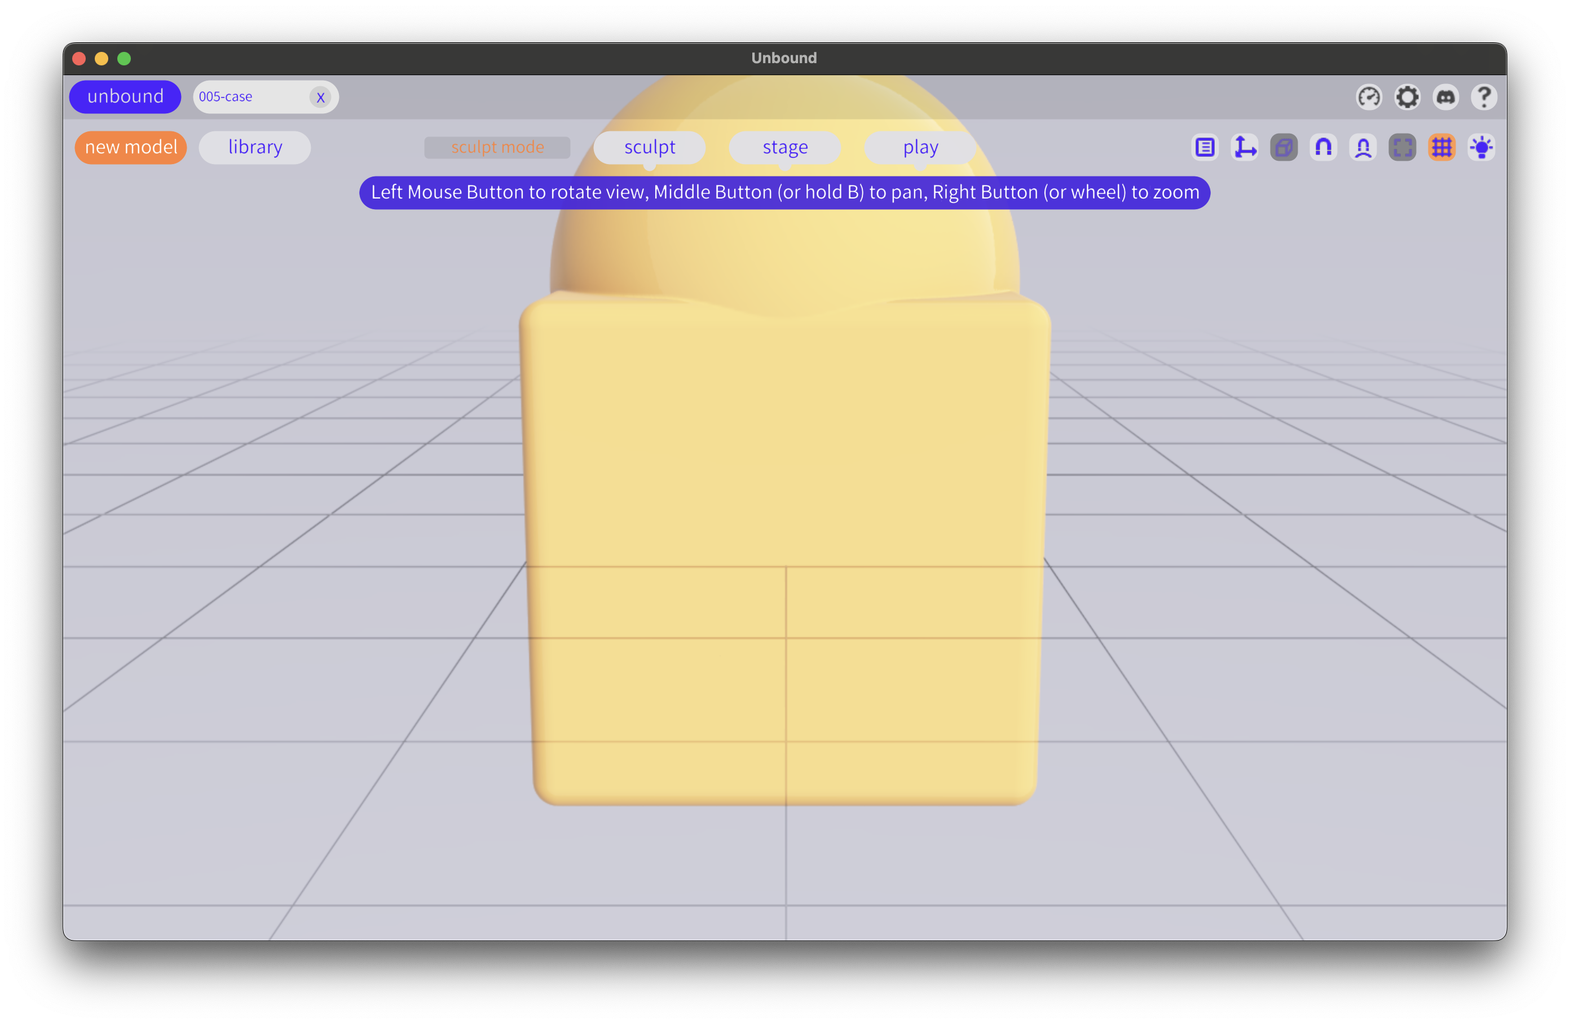 Unbound
unbound
005-case
X
new model
library
sculpt mode
sculpt
stage
play
Left Mouse Button to rotate view, Middle Button (or hold B) to pan, Right Button (or wheel) to zoom